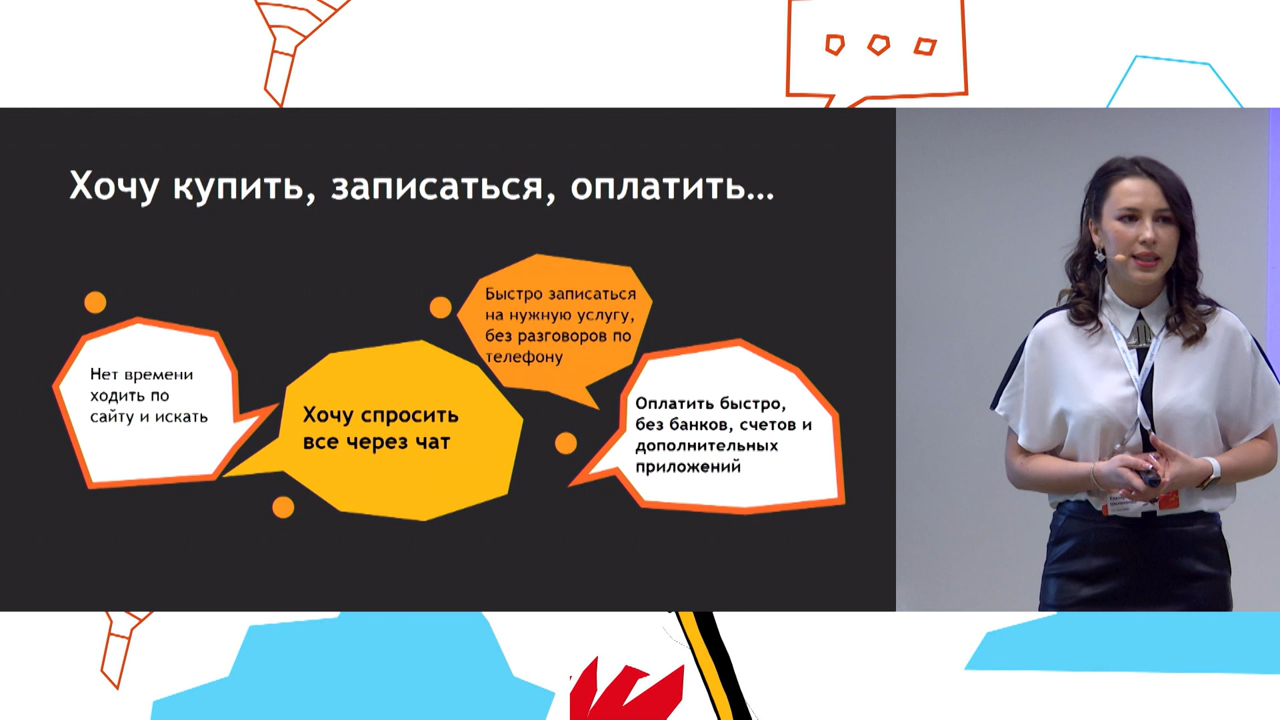 Хочу купить, записаться, оплатить...
Нет времени
ходить по
сайту и искать
Хочу спросить
все через чат
Быстро записаться
на нужную услугу,
без разговоров по
телефону
Оплатить быстро,
без банков, счетов и
дополнительных
приложений